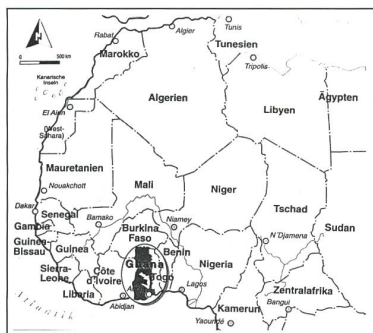 Tunis
Algier
Rabat
Tunesien
Marokko
Tripolis
0 500 km
Kanarische
Inseln
Algerien
Libyen
Ägypten
El Aiun
(West-
Sahara)
Mauretanien
Nouakchott
Mali
Niger
Tschad
Sudan
Dakar
Senegal
Gambia
Bamako
Niamey
N'Djamena
Burkina
Faso
Guinea-
Bissau
Guinea
Benin
Ghana
Togo
Nigeria
Sierra-
Leone
Côte
d'Ivoire
Liberia
Abidjan
Lagos
Zentralafrika
Kamerun
Bangui
Yaoundé
Atlantik